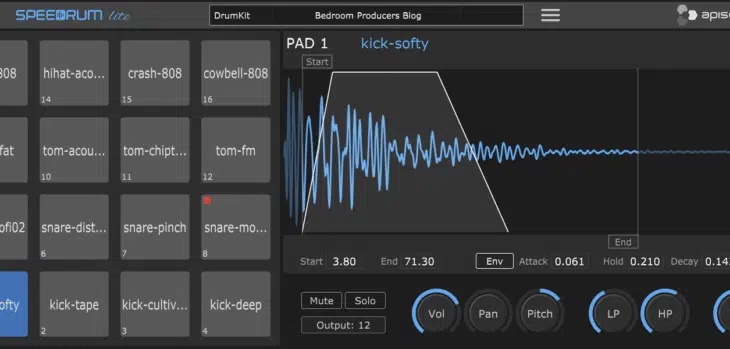 SPEEDRUM lite
DrumKit Bedroom Producers Blog
PAD 1 kick-softy
Start
808
hihat-aco...
14
crash-808
15
cowbell-808
16
fat
tom-acou...
10
tom-chipt...
11
tom-fm
12
ofi02
snare-dist...
6
snare-pinch
7
snare-mo...
8
softy
kick-tape
2
kick-cultiv...
3
kick-deep
4
End
Start 3.80 End 71.30 Env Attack 0.061 Hold 0.210 Decay 0.14
Mute Solo
Output: 12
Vol Pan Pitch LP HP